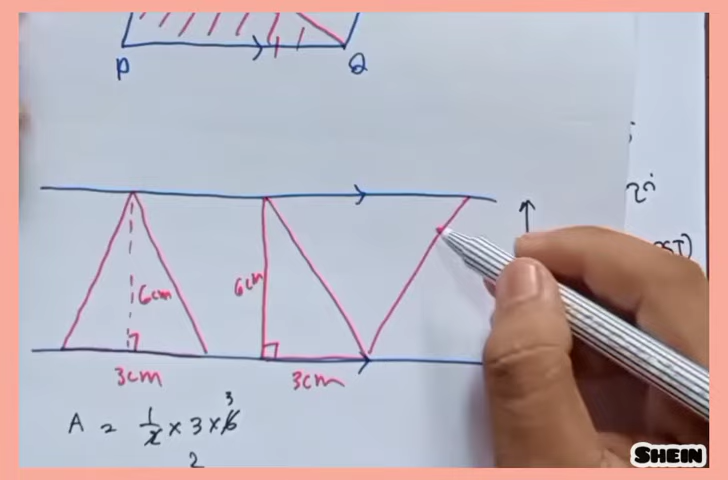 P Q
6cm 6cm
3cm 3cm
3
A = 1/2 × 3 × 6
2
SHEIN